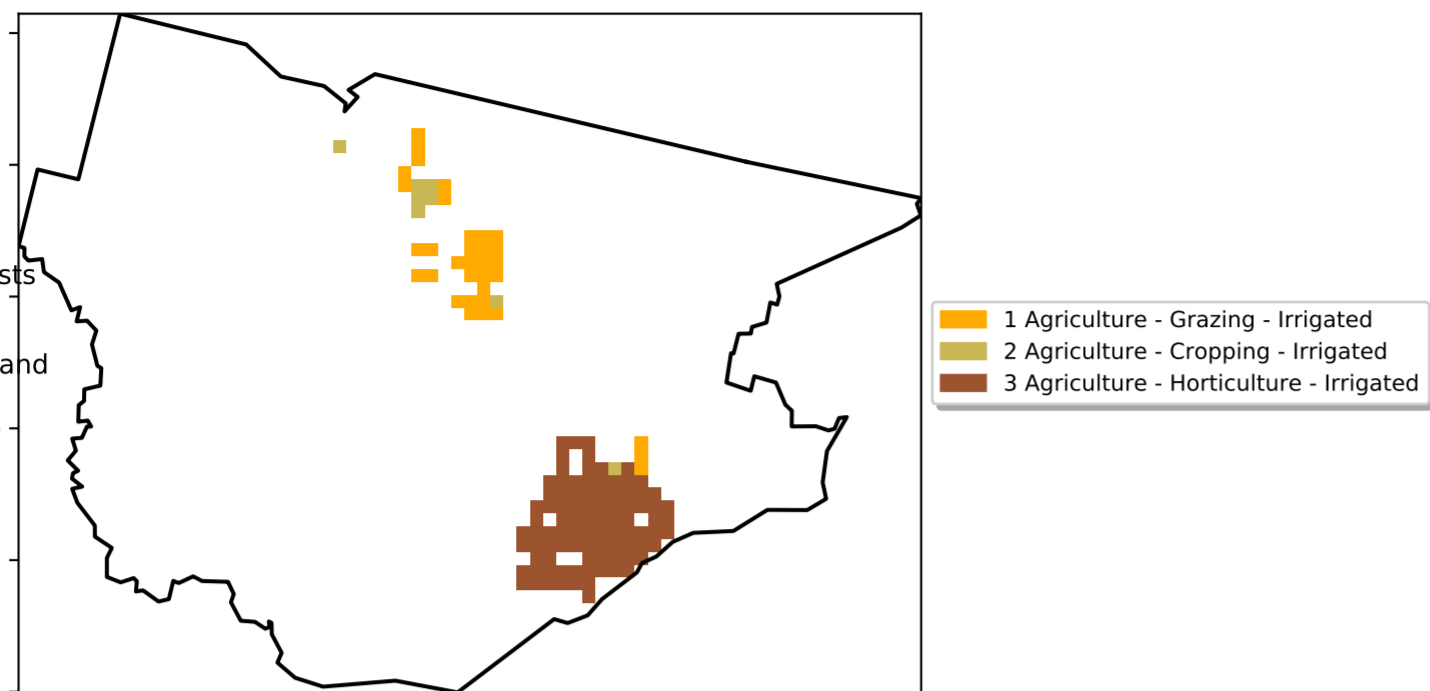 sts
and
1 Agriculture - Grazing - Irrigated
2 Agriculture - Cropping - Irrigated
3 Agriculture - Horticulture - Irrigated